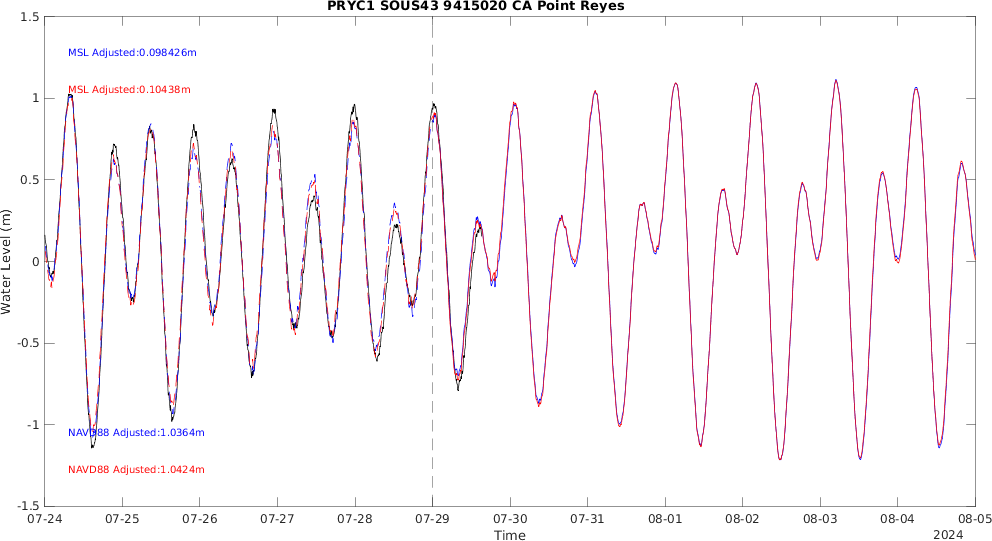 PRYC1 SOUS43 9415020 CA Point Reyes
1.5
MSL Adjusted:0.098426m
MSL Adjusted:0.10438m
1
0.5
0
-0.5
-1
-1.5
Water Level (m)
NAVD88 Adjusted:1.0364m
NAVD88 Adjusted:1.0424m
07-24 07-25 07-26 07-27 07-28 07-29 07-30 07-31 08-01 08-02 08-03 08-04 08-05
Time
2024